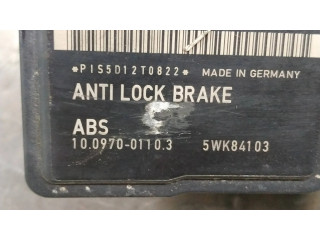 *PIS5D12T0822* MADE IN GERMANY
ANTI LOCK BRAKE
ABS
10.0970-0110.3 5WK84103